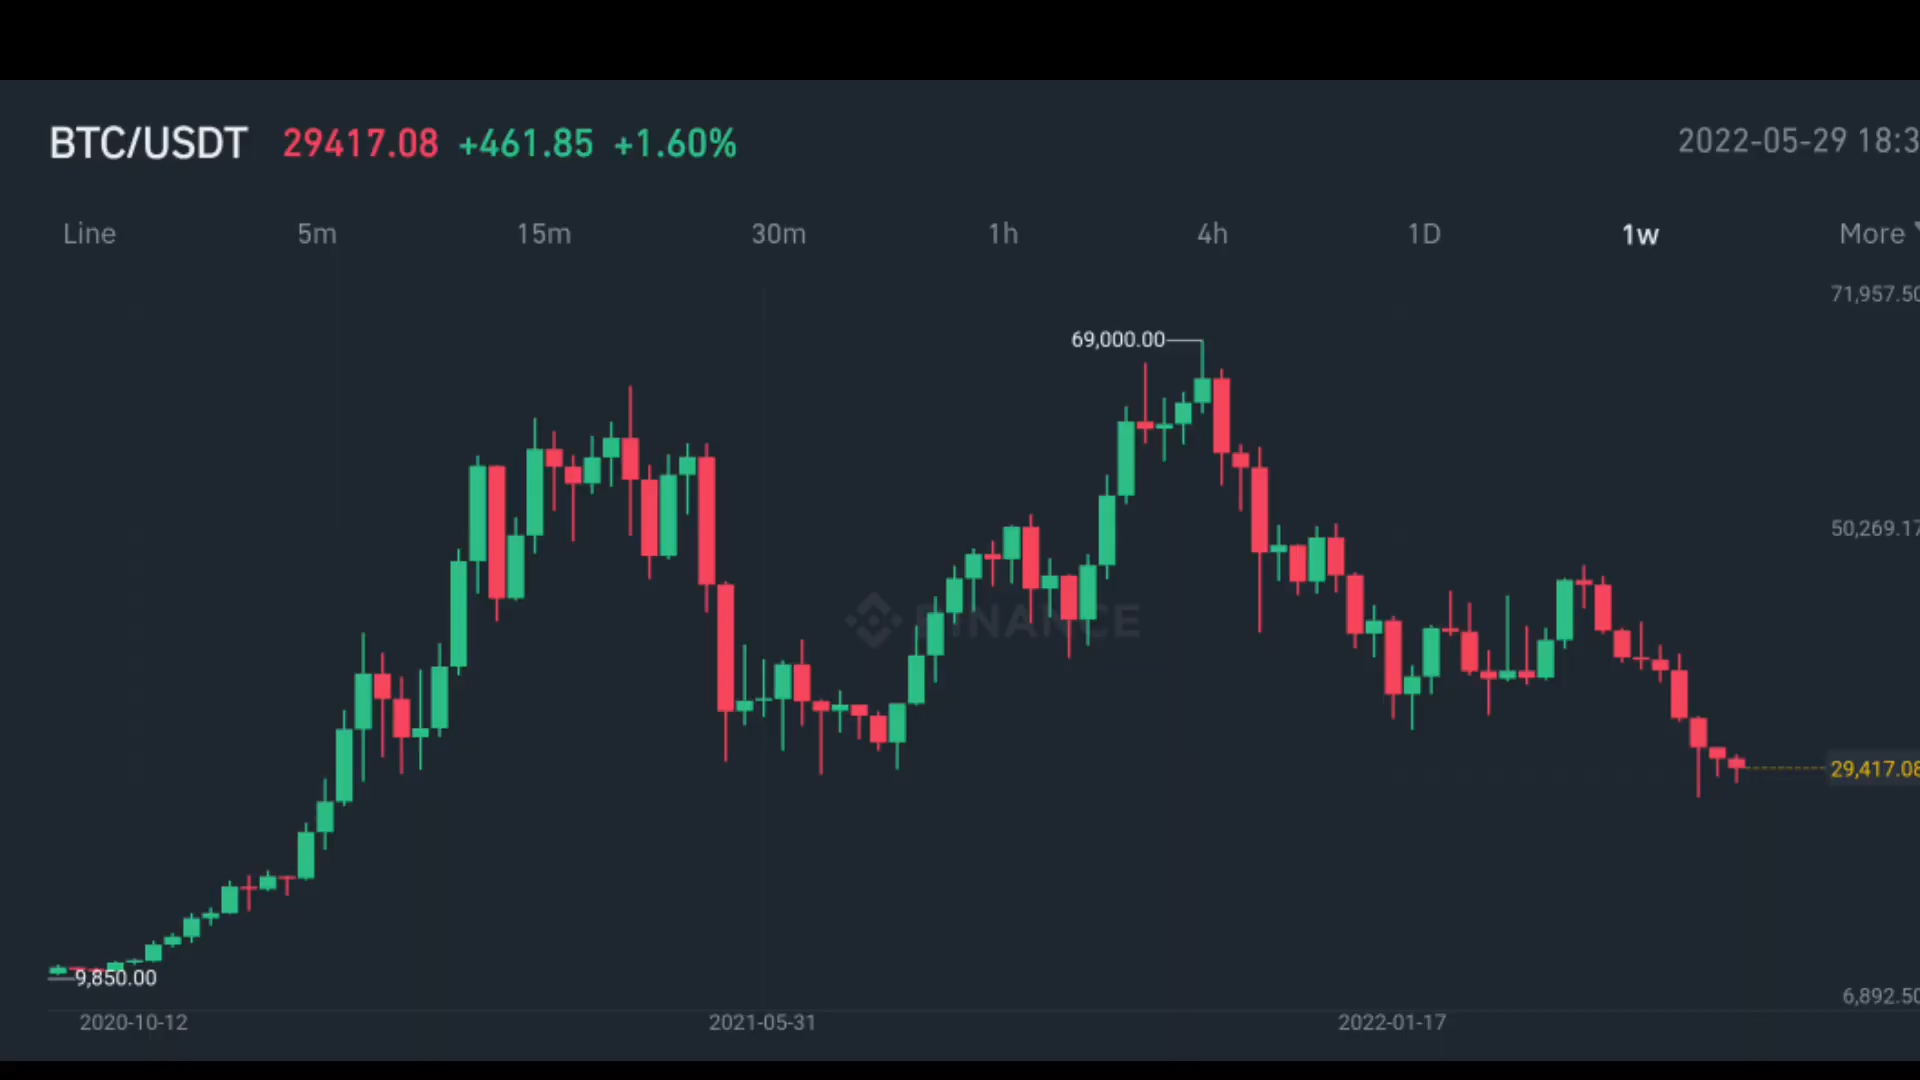 BTC/USDT 29417.08 +461.85 +1.60% 2022-05-29 18:3
Line 5m 15m 30m 1h 4h 1D 1w More
71,957.50
69,000.00
50,269.17
BINANCE
29,417.08
9,850.00
6,892.50
2020-10-12 2021-05-31 2022-01-17